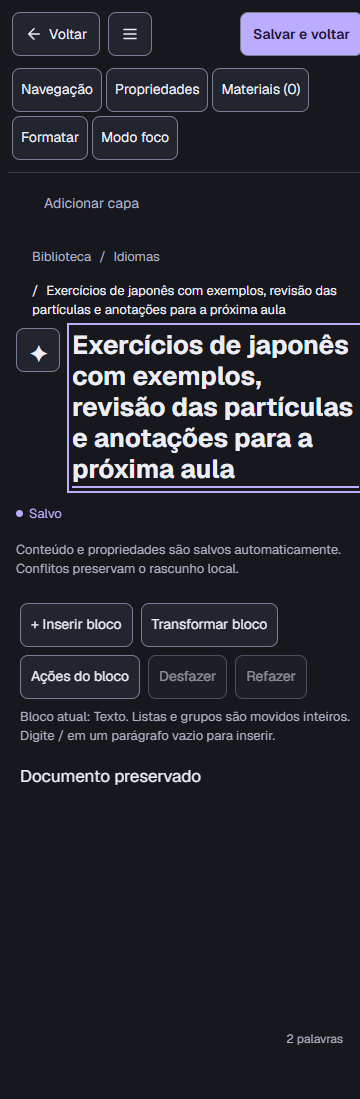 Voltar
Salvar e voltar
Navegação
Propriedades
Materiais (0)
Formatar
Modo foco
Adicionar capa
Biblioteca / Idiomas
/ Exercícios de japonês com exemplos, revisão das
partículas e anotações para a próxima aula
Exercícios de japonês
com exemplos,
revisão das partículas
e anotações para a
próxima aula
Salvo
Conteúdo e propriedades são salvos automaticamente.
Conflitos preservam o rascunho local.
+ Inserir bloco
Transformar bloco
Ações do bloco
Desfazer
Refazer
Bloco atual: Texto. Listas e grupos são movidos inteiros.
Digite / em um parágrafo vazio para inserir.
Documento preservado
2 palavras